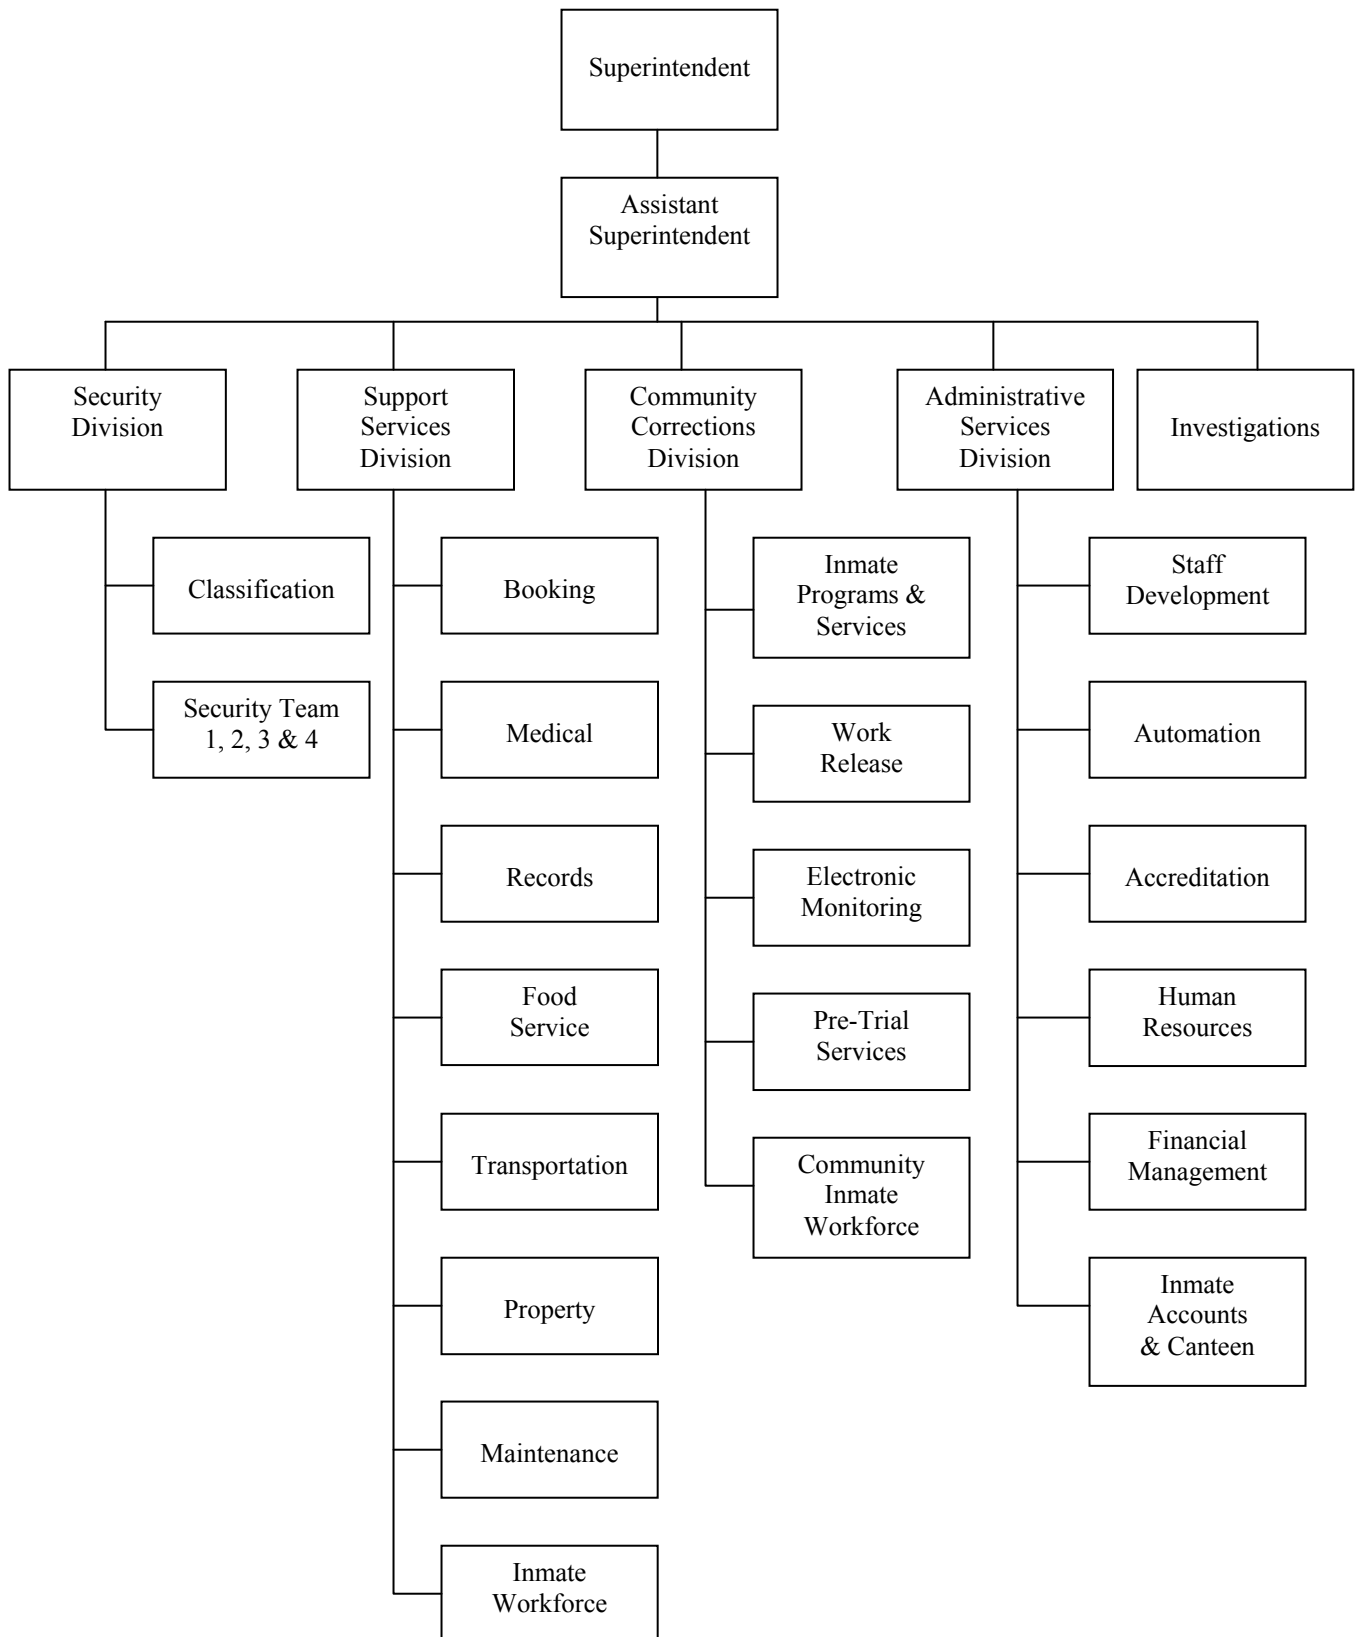 Superintendent
Assistant
Superintendent
Security
Division
Support
Services
Division
Community
Corrections
Division
Administrative
Services
Division
Investigations
Classification
Security Team
1, 2, 3 & 4
Booking
Medical
Records
Food
Service
Transportation
Property
Maintenance
Inmate
Workforce
Inmate
Programs &
Services
Work
Release
Electronic
Monitoring
Pre-Trial
Services
Community
Inmate
Workforce
Staff
Development
Automation
Accreditation
Human
Resources
Financial
Management
Inmate
Accounts
& Canteen